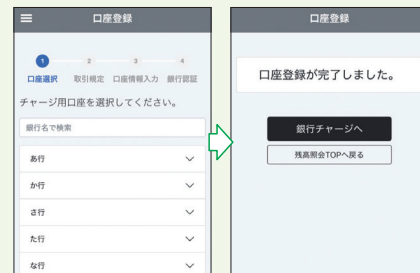 口座登録
1 2 3 4
口座選択 取引規定 口座情報入力 銀行認証
チャージ用口座を選択してください。
銀行名で検索
あ行
か行
さ行
た行
な行
口座登録
口座登録が完了しました。
銀行チャージへ
残高照会TOPへ戻る